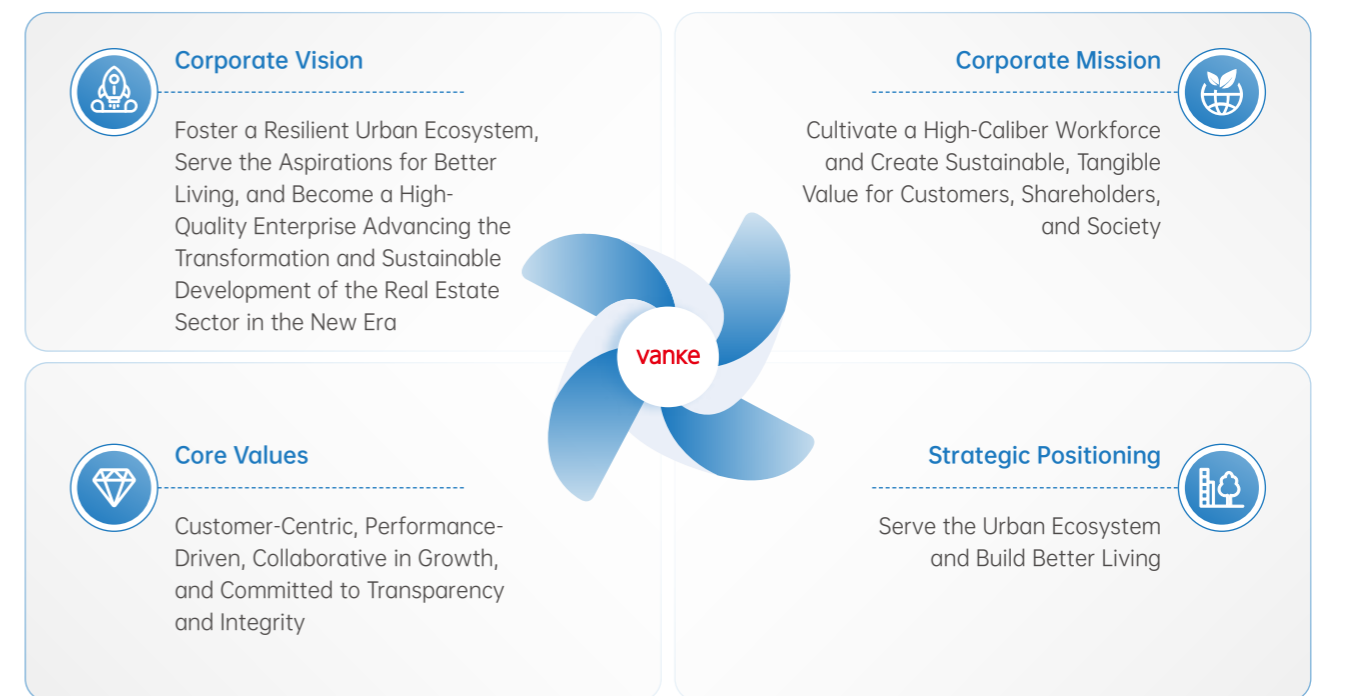 Corporate Vision
Foster a Resilient Urban Ecosystem,
Serve the Aspirations for Better
Living, and Become a High-
Quality Enterprise Advancing the
Transformation and Sustainable
Development of the Real Estate
Sector in the New Era
Corporate Mission
Cultivate a High-Caliber Workforce
and Create Sustainable, Tangible
Value for Customers, Shareholders,
and Society
vanke
Core Values
Customer-Centric, Performance-
Driven, Collaborative in Growth,
and Committed to Transparency
and Integrity
Strategic Positioning
Serve the Urban Ecosystem
and Build Better Living